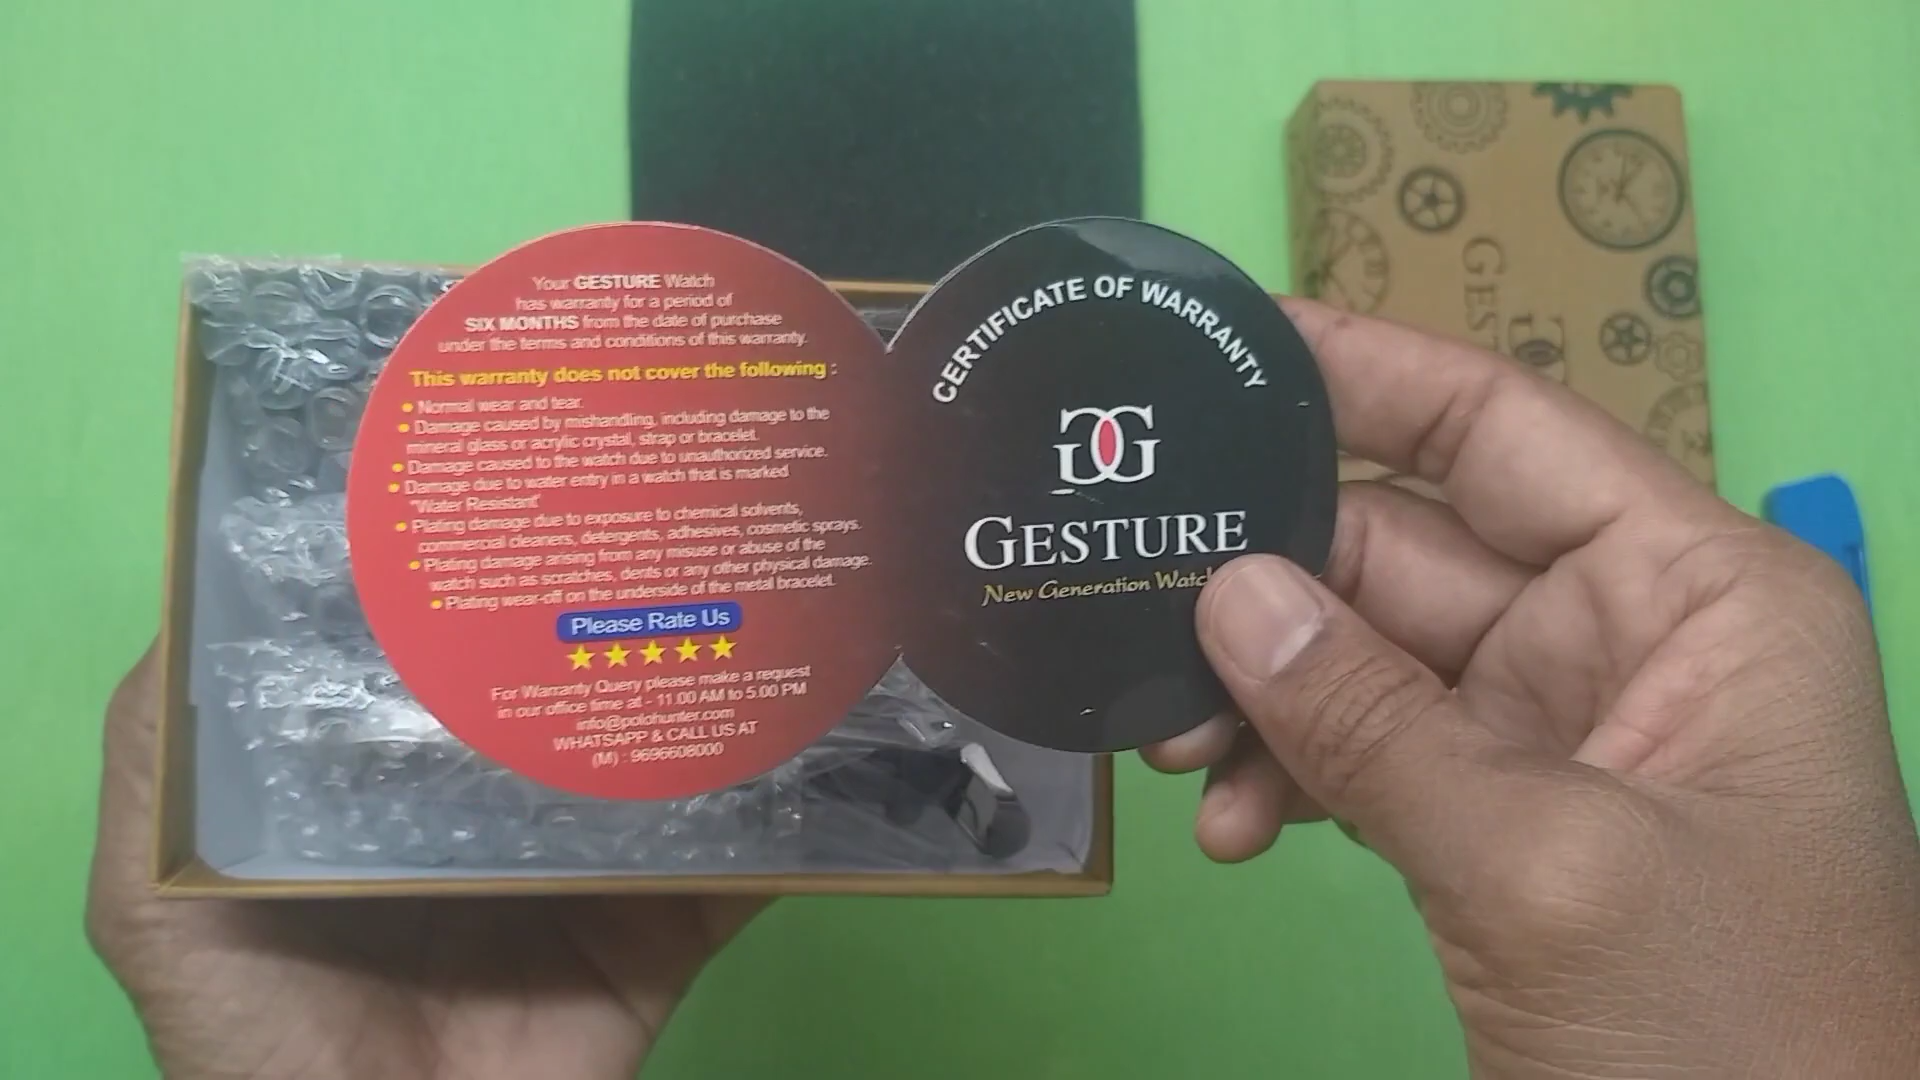 Your GESTURE Watch
has warranty for a period of
SIX MONTHS from the date of purchase
under the terms and conditions of this warranty.
This warranty does not cover the following :
• Normal wear and tear.
• Damage caused by mishandling, including damage to the
mineral glass or acrylic crystal, strap or bracelet.
• Damage caused to the watch due to unauthorized service.
• Damage due to water entry in a watch that is marked
"Water Resistant"
• Plating damage due to exposure to chemical solvents,
commercial cleaners, detergents, adhesives, cosmetic sprays.
• Plating damage arising from any misuse or abuse of the
watch such as scratches, dents or any other physical damage.
• Plating wear-off on the underside of the metal bracelet.
Please Rate Us
For Warranty Query please make a request
in our office time at - 11.00 AM to 5.00 PM
info@polohunter.com
WHATSAPP & CALL US AT
(M) : 9696608000
CERTIFICATE OF WARRANTY
GESTURE
New Generation
GEST